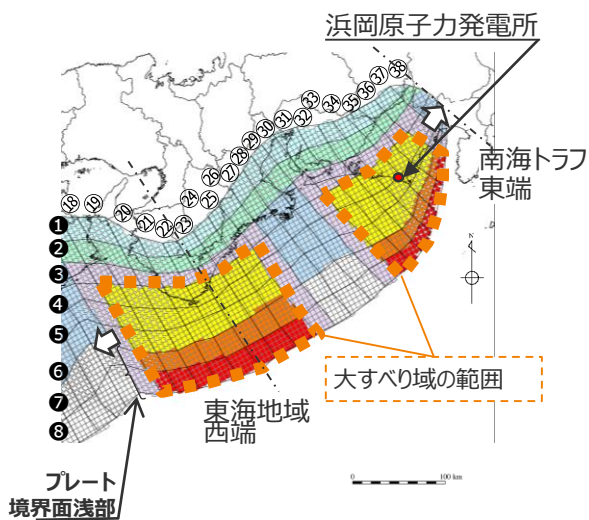 浜岡原子力発電所
⑱
⑲
⑳
㉑
㉒
㉓
㉔
㉕
㉖
㉗
㉘
㉙
㉚
㉛
㉜
㉝
㉞
㉟
㊱
㊲
㊳
南海トラフ
東端
❶
❷
❸
❹
❺
❻
❼
❽
N
大すべり域の範囲
東海地域
西端
プレート
境界面浅部
0 100 km